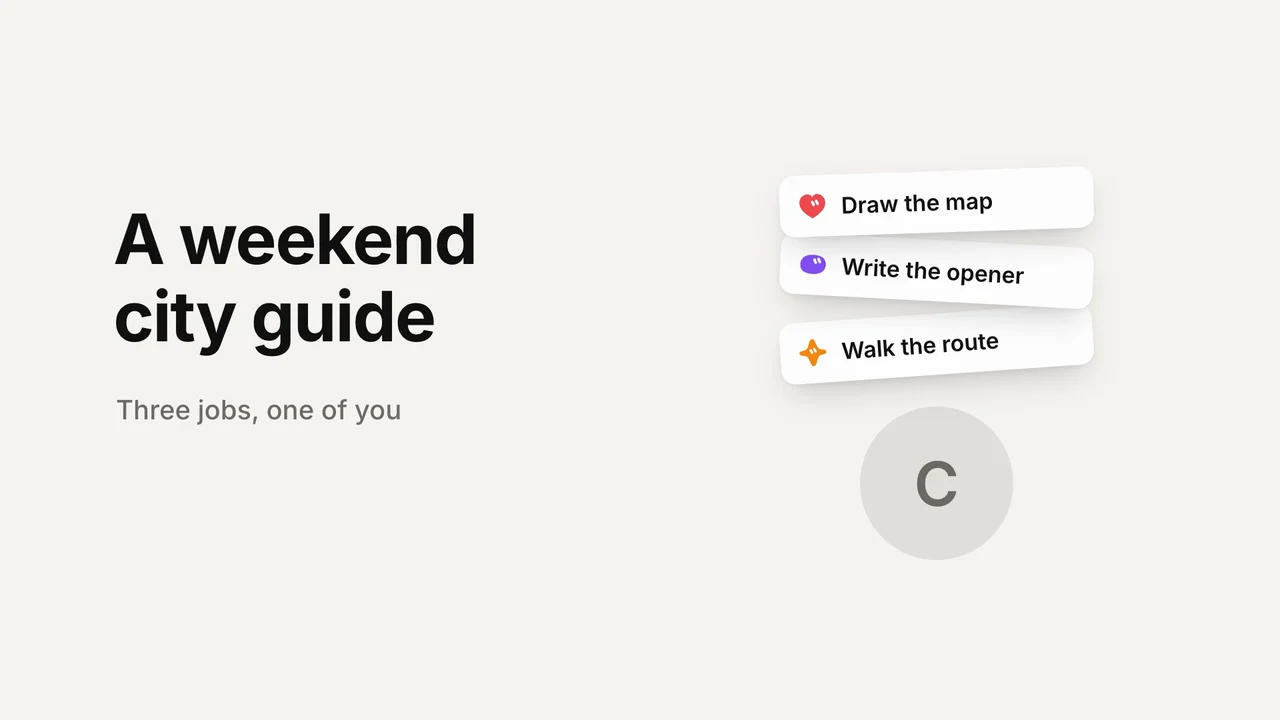 A weekend
city guide
Three jobs, one of you
Draw the map
Write the opener
Walk the route
C